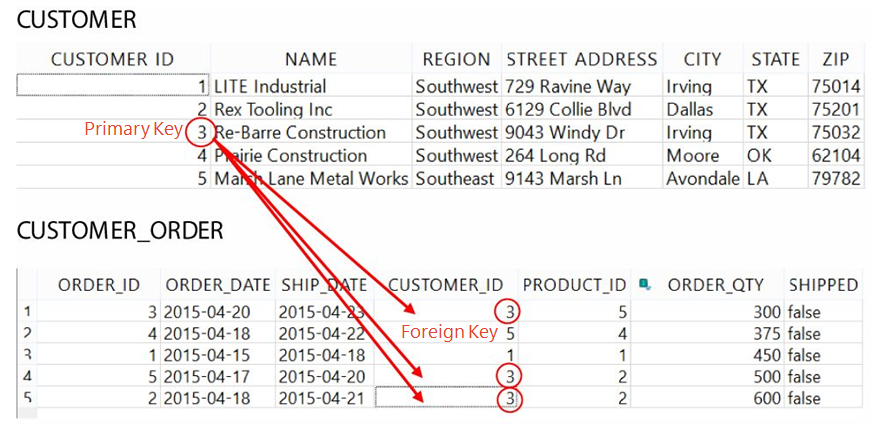 CUSTOMER
CUSTOMER ID NAME REGION STREET ADDRESS CITY STATE ZIP
1 LITE Industrial Southwest 729 Ravine Way Irving TX 75014
2 Rex Tooling Inc Southwest 6129 Collie Blvd Dallas TX 75201
Primary Key 3 Re-Barre Construction Southwest 9043 Windy Dr Irving TX 75032
4 Prairie Construction Southwest 264 Long Rd Moore OK 62104
5 Marsh Lane Metal Works Southeast 9143 Marsh Ln Avondale LA 79782
CUSTOMER_ORDER
ORDER_ID ORDER_DATE SHIP_DATE CUSTOMER_ID PRODUCT_ID ORDER_QTY SHIPPED
1 3 2015-04-20 2015-04-23 3 5 300 false
2 4 2015-04-18 2015-04-22 Foreign Key 5 4 375 false
3 1 2015-04-15 2015-04-18 1 1 450 false
4 5 2015-04-17 2015-04-20 3 2 500 false
5 2 2015-04-18 2015-04-21 3 2 600 false